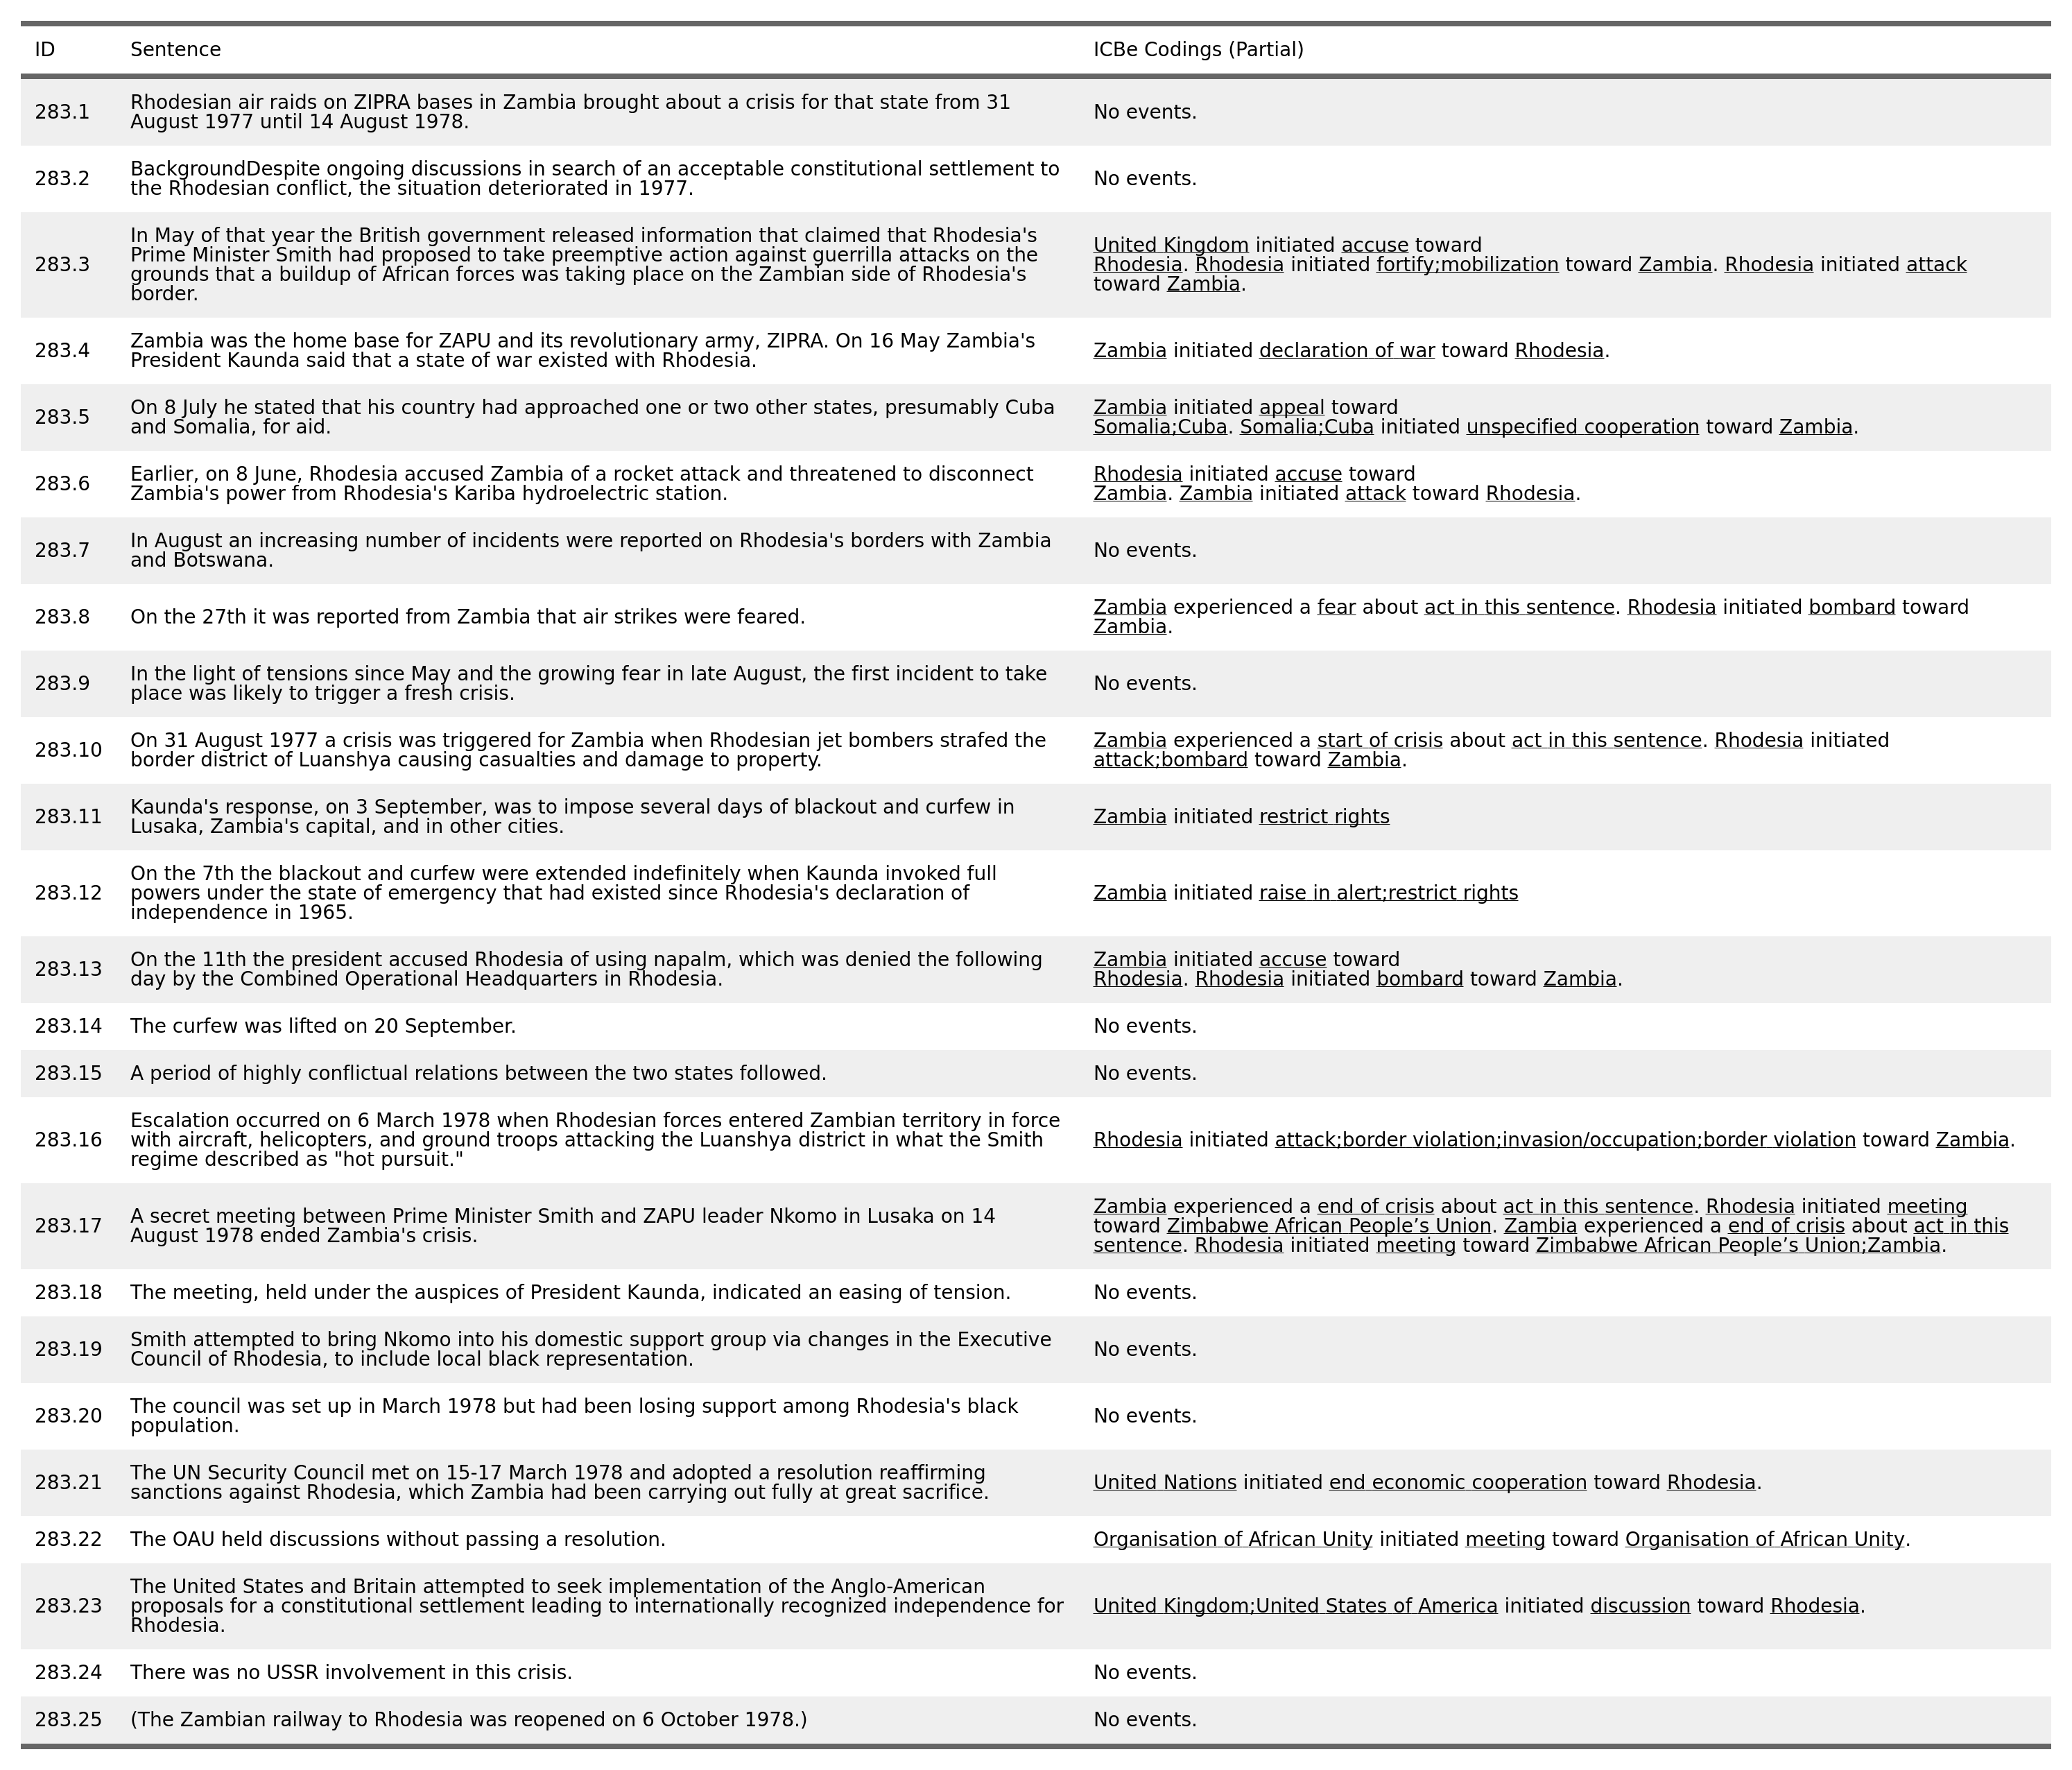 ID Sentence ICBe Codings (Partial)
283.1 Rhodesian air raids on ZIPRA bases in Zambia brought about a crisis for that state from 31
August 1977 until 14 August 1978.
No events.
283.2 BackgroundDespite ongoing discussions in search of an acceptable constitutional settlement to
the Rhodesian conflict, the situation deteriorated in 1977.
No events.
283.3 In May of that year the British government released information that claimed that Rhodesia's
Prime Minister Smith had proposed to take preemptive action against guerrilla attacks on the
grounds that a buildup of African forces was taking place on the Zambian side of Rhodesia's
border.
United Kingdom initiated accuse toward
Rhodesia. Rhodesia initiated fortify;mobilization toward Zambia. Rhodesia initiated attack
toward Zambia.
283.4 Zambia was the home base for ZAPU and its revolutionary army, ZIPRA. On 16 May Zambia's
President Kaunda said that a state of war existed with Rhodesia.
Zambia initiated declaration of war toward Rhodesia.
283.5 On 8 July he stated that his country had approached one or two other states, presumably Cuba
and Somalia, for aid.
Zambia initiated appeal toward
Somalia;Cuba. Somalia;Cuba initiated unspecified cooperation toward Zambia.
283.6 Earlier, on 8 June, Rhodesia accused Zambia of a rocket attack and threatened to disconnect
Zambia's power from Rhodesia's Kariba hydroelectric station.
Rhodesia initiated accuse toward
Zambia. Zambia initiated attack toward Rhodesia.
283.7 In August an increasing number of incidents were reported on Rhodesia's borders with Zambia
and Botswana.
No events.
283.8 On the 27th it was reported from Zambia that air strikes were feared.
Zambia experienced a fear about act in this sentence. Rhodesia initiated bombard toward
Zambia.
283.9 In the light of tensions since May and the growing fear in late August, the first incident to take
place was likely to trigger a fresh crisis.
No events.
283.10 On 31 August 1977 a crisis was triggered for Zambia when Rhodesian jet bombers strafed the
border district of Luanshya causing casualties and damage to property.
Zambia experienced a start of crisis about act in this sentence. Rhodesia initiated
attack;bombard toward Zambia.
283.11 Kaunda's response, on 3 September, was to impose several days of blackout and curfew in
Lusaka, Zambia's capital, and in other cities.
Zambia initiated restrict rights
283.12 On the 7th the blackout and curfew were extended indefinitely when Kaunda invoked full
powers under the state of emergency that had existed since Rhodesia's declaration of
independence in 1965.
Zambia initiated raise in alert;restrict rights
283.13 On the 11th the president accused Rhodesia of using napalm, which was denied the following
day by the Combined Operational Headquarters in Rhodesia.
Zambia initiated accuse toward
Rhodesia. Rhodesia initiated bombard toward Zambia.
283.14 The curfew was lifted on 20 September.
No events.
283.15 A period of highly conflictual relations between the two states followed.
No events.
283.16 Escalation occurred on 6 March 1978 when Rhodesian forces entered Zambian territory in force
with aircraft, helicopters, and ground troops attacking the Luanshya district in what the Smith
regime described as "hot pursuit."
Rhodesia initiated attack;border violation;invasion/occupation;border violation toward Zambia.
283.17 A secret meeting between Prime Minister Smith and ZAPU leader Nkomo in Lusaka on 14
August 1978 ended Zambia's crisis.
Zambia experienced a end of crisis about act in this sentence. Rhodesia initiated meeting
toward Zimbabwe African People’s Union. Zambia experienced a end of crisis about act in this
sentence. Rhodesia initiated meeting toward Zimbabwe African People’s Union;Zambia.
283.18 The meeting, held under the auspices of President Kaunda, indicated an easing of tension.
No events.
283.19 Smith attempted to bring Nkomo into his domestic support group via changes in the Executive
Council of Rhodesia, to include local black representation.
No events.
283.20 The council was set up in March 1978 but had been losing support among Rhodesia's black
population.
No events.
283.21 The UN Security Council met on 15-17 March 1978 and adopted a resolution reaffirming
sanctions against Rhodesia, which Zambia had been carrying out fully at great sacrifice.
United Nations initiated end economic cooperation toward Rhodesia.
283.22 The OAU held discussions without passing a resolution.
Organisation of African Unity initiated meeting toward Organisation of African Unity.
283.23 The United States and Britain attempted to seek implementation of the Anglo-American
proposals for a constitutional settlement leading to internationally recognized independence for
Rhodesia.
United Kingdom;United States of America initiated discussion toward Rhodesia.
283.24 There was no USSR involvement in this crisis.
No events.
283.25 (The Zambian railway to Rhodesia was reopened on 6 October 1978.)
No events.